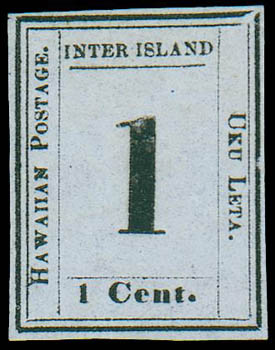 INTER ISLAND
HAWAIIAN POSTAGE.
1
UKU LETA.
1 Cent.